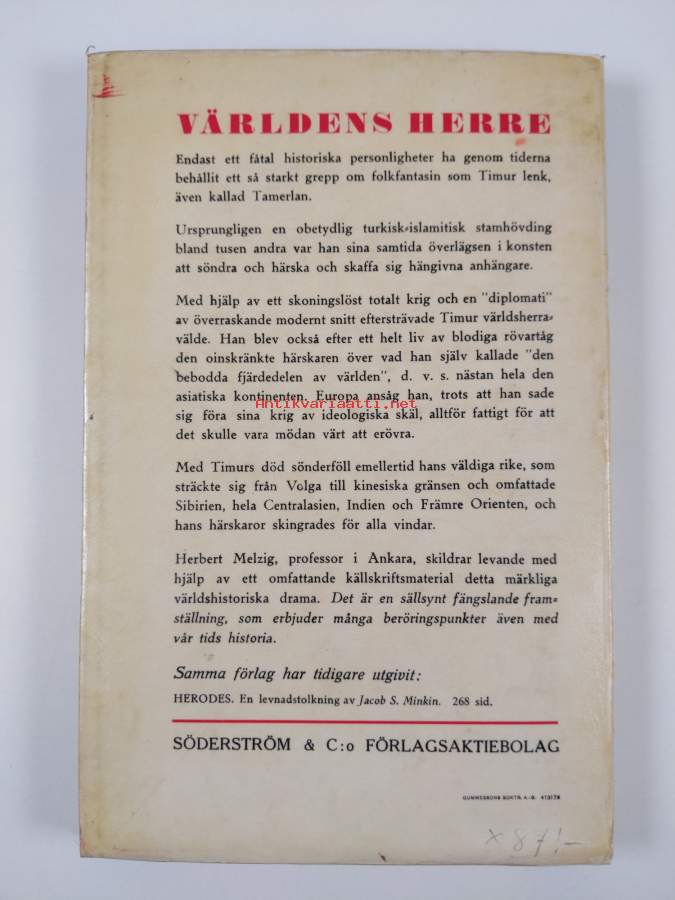 VÄRLDENS HERRE
Endast ett fåtal historiska personligheter ha genom tiderna
behållit ett så starkt grepp om folkfantasin som Timur lenk,
även kallad Tamerlan.
Ursprungligen en obetydlig turkisk-islamitisk stamhövding
bland tusen andra var han sina samtida överlägsen i konsten
att söndra och härska och skaffa sig hängivna anhängare.
Med hjälp av ett skoningslöst totalt krig och en "diplomati"
av överraskande modernt snitt eftersträvade Timur världsherra-
välde. Han blev också efter ett helt liv av blodiga rövartåg
den oinskränkte härskaren över vad han själv kallade "den
bebodda fjärdedelen av världen", d. v. s. nästan hela den
asiatiska kontinenten. Europa ansåg han, trots att han sade
Antikvariaatti.net
sig föra sina krig av ideologiska skäl, alltför fattigt för att
det skulle vara mödan värt att erövra.
Med Timurs död sönderföll emellertid hans väldiga rike, som
sträckte sig från Volga till kinesiska gränsen och omfattade
Sibirien, hela Centralasien, Indien och Främre Orienten, och
hans härskaror skingrades för alla vindar.
Herbert Melzig, professor i Ankara, skildrar levande med
hjälp av ett omfattande källskriftsmaterial detta märkliga
världshistoriska drama. Det är en sällsynt fängslande fram-
ställning, som erbjuder många beröringspunkter även med
vår tids historia.
Samma förlag har tidigare utgivit:
HERODES. En levnadstolkning av Jacob S. Minkin. 268 sid.
SÖDERSTRÖM & C:o FÖRLAGSAKTIEBOLAG
GUMMESSONS BOKTR. A.-B. 473178